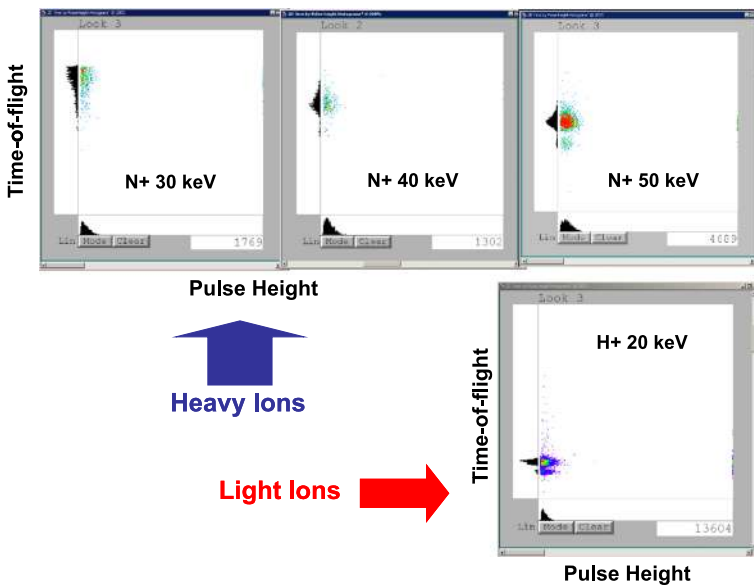 Look 3
Look 2
Look 3
Time-of-flight
N+ 30 keV
N+ 40 keV
N+ 50 keV
Lin Mode Clear 1769
Lin Mode Clear 1302
Lin Mode Clear 4089
Pulse Height
Look 3
H+ 20 keV
Time-of-flight
Heavy Ions
Light Ions
Lin Mode Clear 13604
Pulse Height